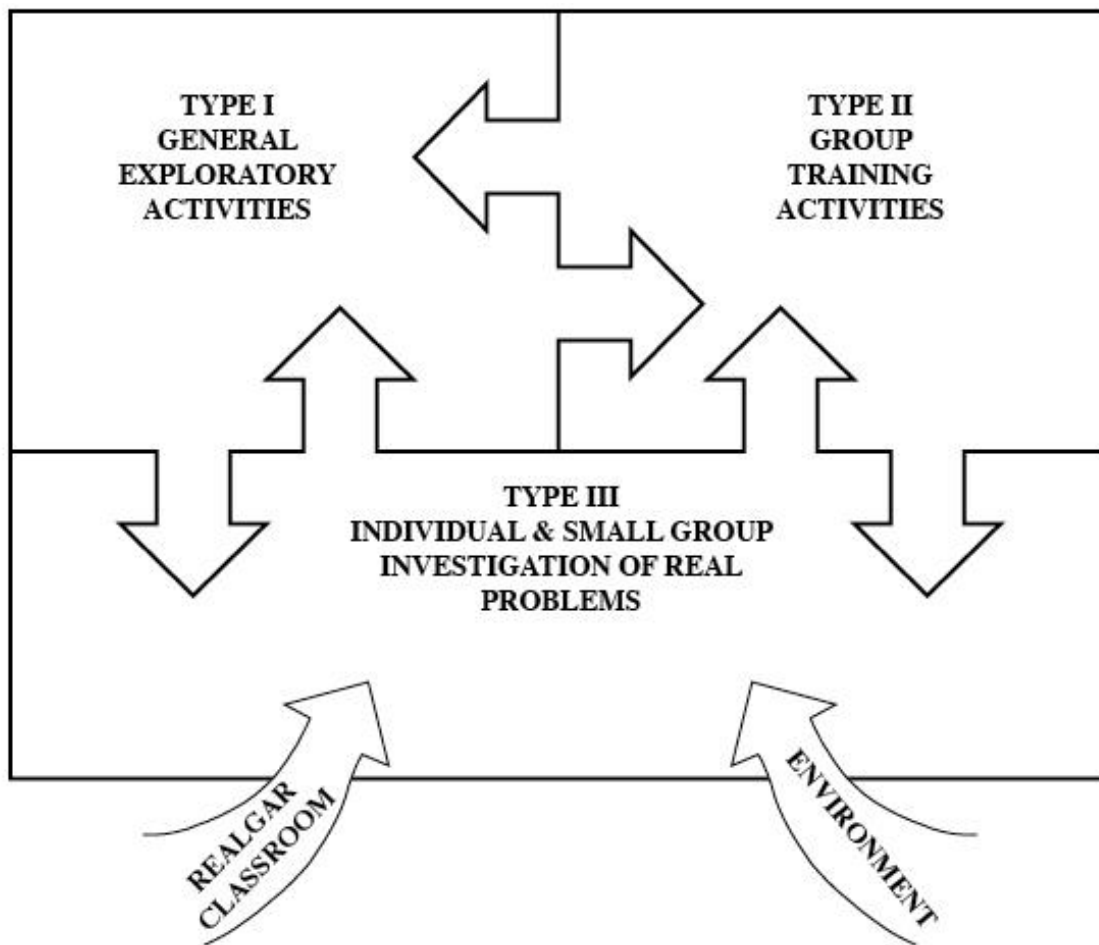 TYPE I
GENERAL
EXPLORATORY
ACTIVITIES
TYPE II
GROUP
TRAINING
ACTIVITIES
TYPE III
INDIVIDUAL & SMALL GROUP
INVESTIGATION OF REAL
PROBLEMS
REALGAR
CLASSROOM
ENVIRONMENT